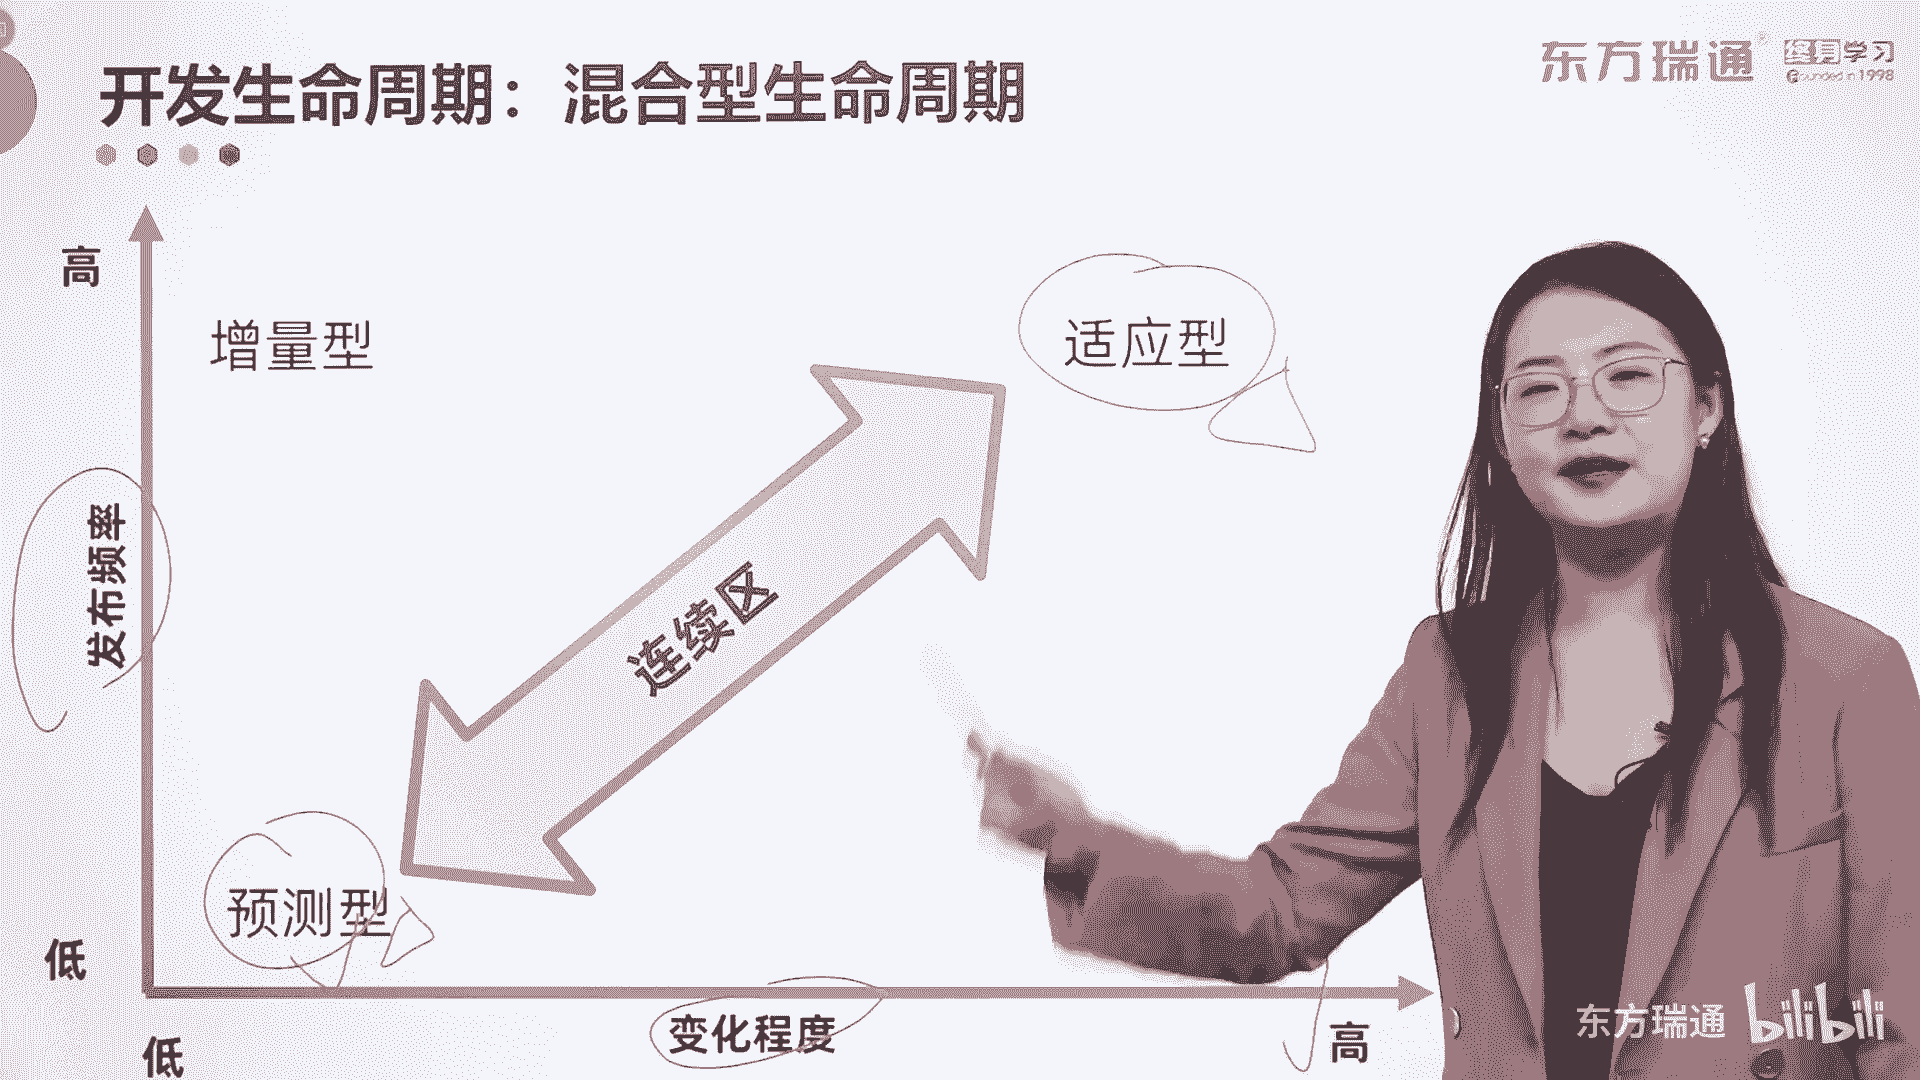 开发生命周期：混合型生命周期
东方瑞通
终身学习
Founded in 1998
高
增量型
适应型
发布频率
连续区
预测型
低
低
变化程度
高
东方瑞通
bilibili